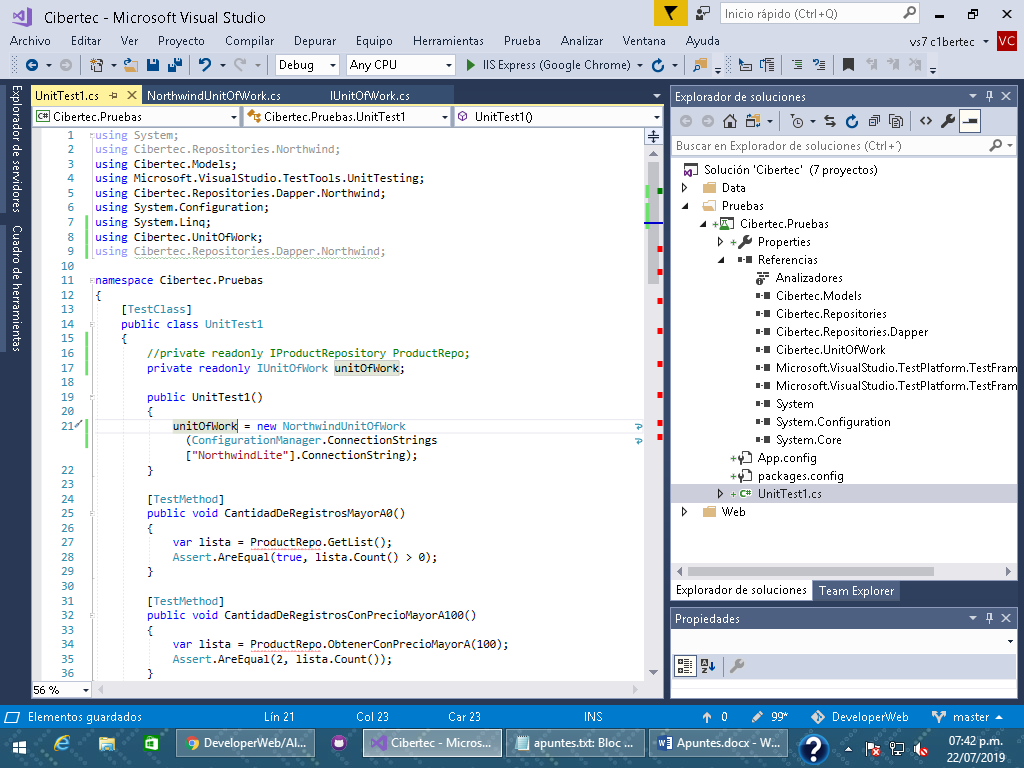 Cibertec - Microsoft Visual Studio
Inicio rápido (Ctrl+Q)
Archivo Editar Ver Proyecto Compilar Depurar Equipo Herramientas Prueba Analizar Ventana Ayuda
vs7 c1bertec VC
Debug Any CPU IIS Express (Google Chrome)
Explorador de servidores
Cuadro de herramientas
UnitTest1.cs NorthwindUnitOfWork.cs IUnitOfWork.cs
Cibertec.Pruebas Cibertec.Pruebas.UnitTest1 UnitTest1()
1 using System;
2 using Cibertec.Repositories.Northwind;
3 using Cibertec.Models;
4 using Microsoft.VisualStudio.TestTools.UnitTesting;
5 using Cibertec.Repositories.Dapper.Northwind;
6 using System.Configuration;
7 using System.Linq;
8 using Cibertec.UnitOfWork;
9 using Cibertec.Repositories.Dapper.Northwind;
10
11 namespace Cibertec.Pruebas
12 {
13 [TestClass]
14 public class UnitTest1
15 {
16 //private readonly IProductRepository ProductRepo;
17 private readonly IUnitOfWork unitOfWork;
18
19 public UnitTest1()
20 {
21 unitOfWork = new NorthwindUnitOfWork
(ConfigurationManager.ConnectionStrings
["NorthwindLite"].ConnectionString);
22 }
23
24 [TestMethod]
25 public void CantidadDeRegistrosMayorA0()
26 {
27 var lista = ProductRepo.GetList();
28 Assert.AreEqual(true, lista.Count() > 0);
29 }
30
31 [TestMethod]
32 public void CantidadDeRegistrosConPrecioMayorA100()
33 {
34 var lista = ProductRepo.ObtenerConPrecioMayorA(100);
35 Assert.AreEqual(2, lista.Count());
36 }
56 %
Explorador de soluciones
Buscar en Explorador de soluciones (Ctrl+´)
Solución 'Cibertec' (7 proyectos)
Data
Pruebas
Cibertec.Pruebas
Properties
Referencias
Analizadores
Cibertec.Models
Cibertec.Repositories
Cibertec.Repositories.Dapper
Cibertec.UnitOfWork
Microsoft.VisualStudio.TestPlatform.TestFram
Microsoft.VisualStudio.TestPlatform.TestFram
System
System.Configuration
System.Core
App.config
packages.config
C# UnitTest1.cs
Web
Explorador de soluciones Team Explorer
Propiedades
Elementos guardados Lín 21 Col 23 Car 23 INS 0 99* DeveloperWeb master
DeveloperWeb/Al... Cibertec - Micros... apuntes.txt: Bloc ... Apuntes.docx - W...
07:42 p.m.
22/07/2019